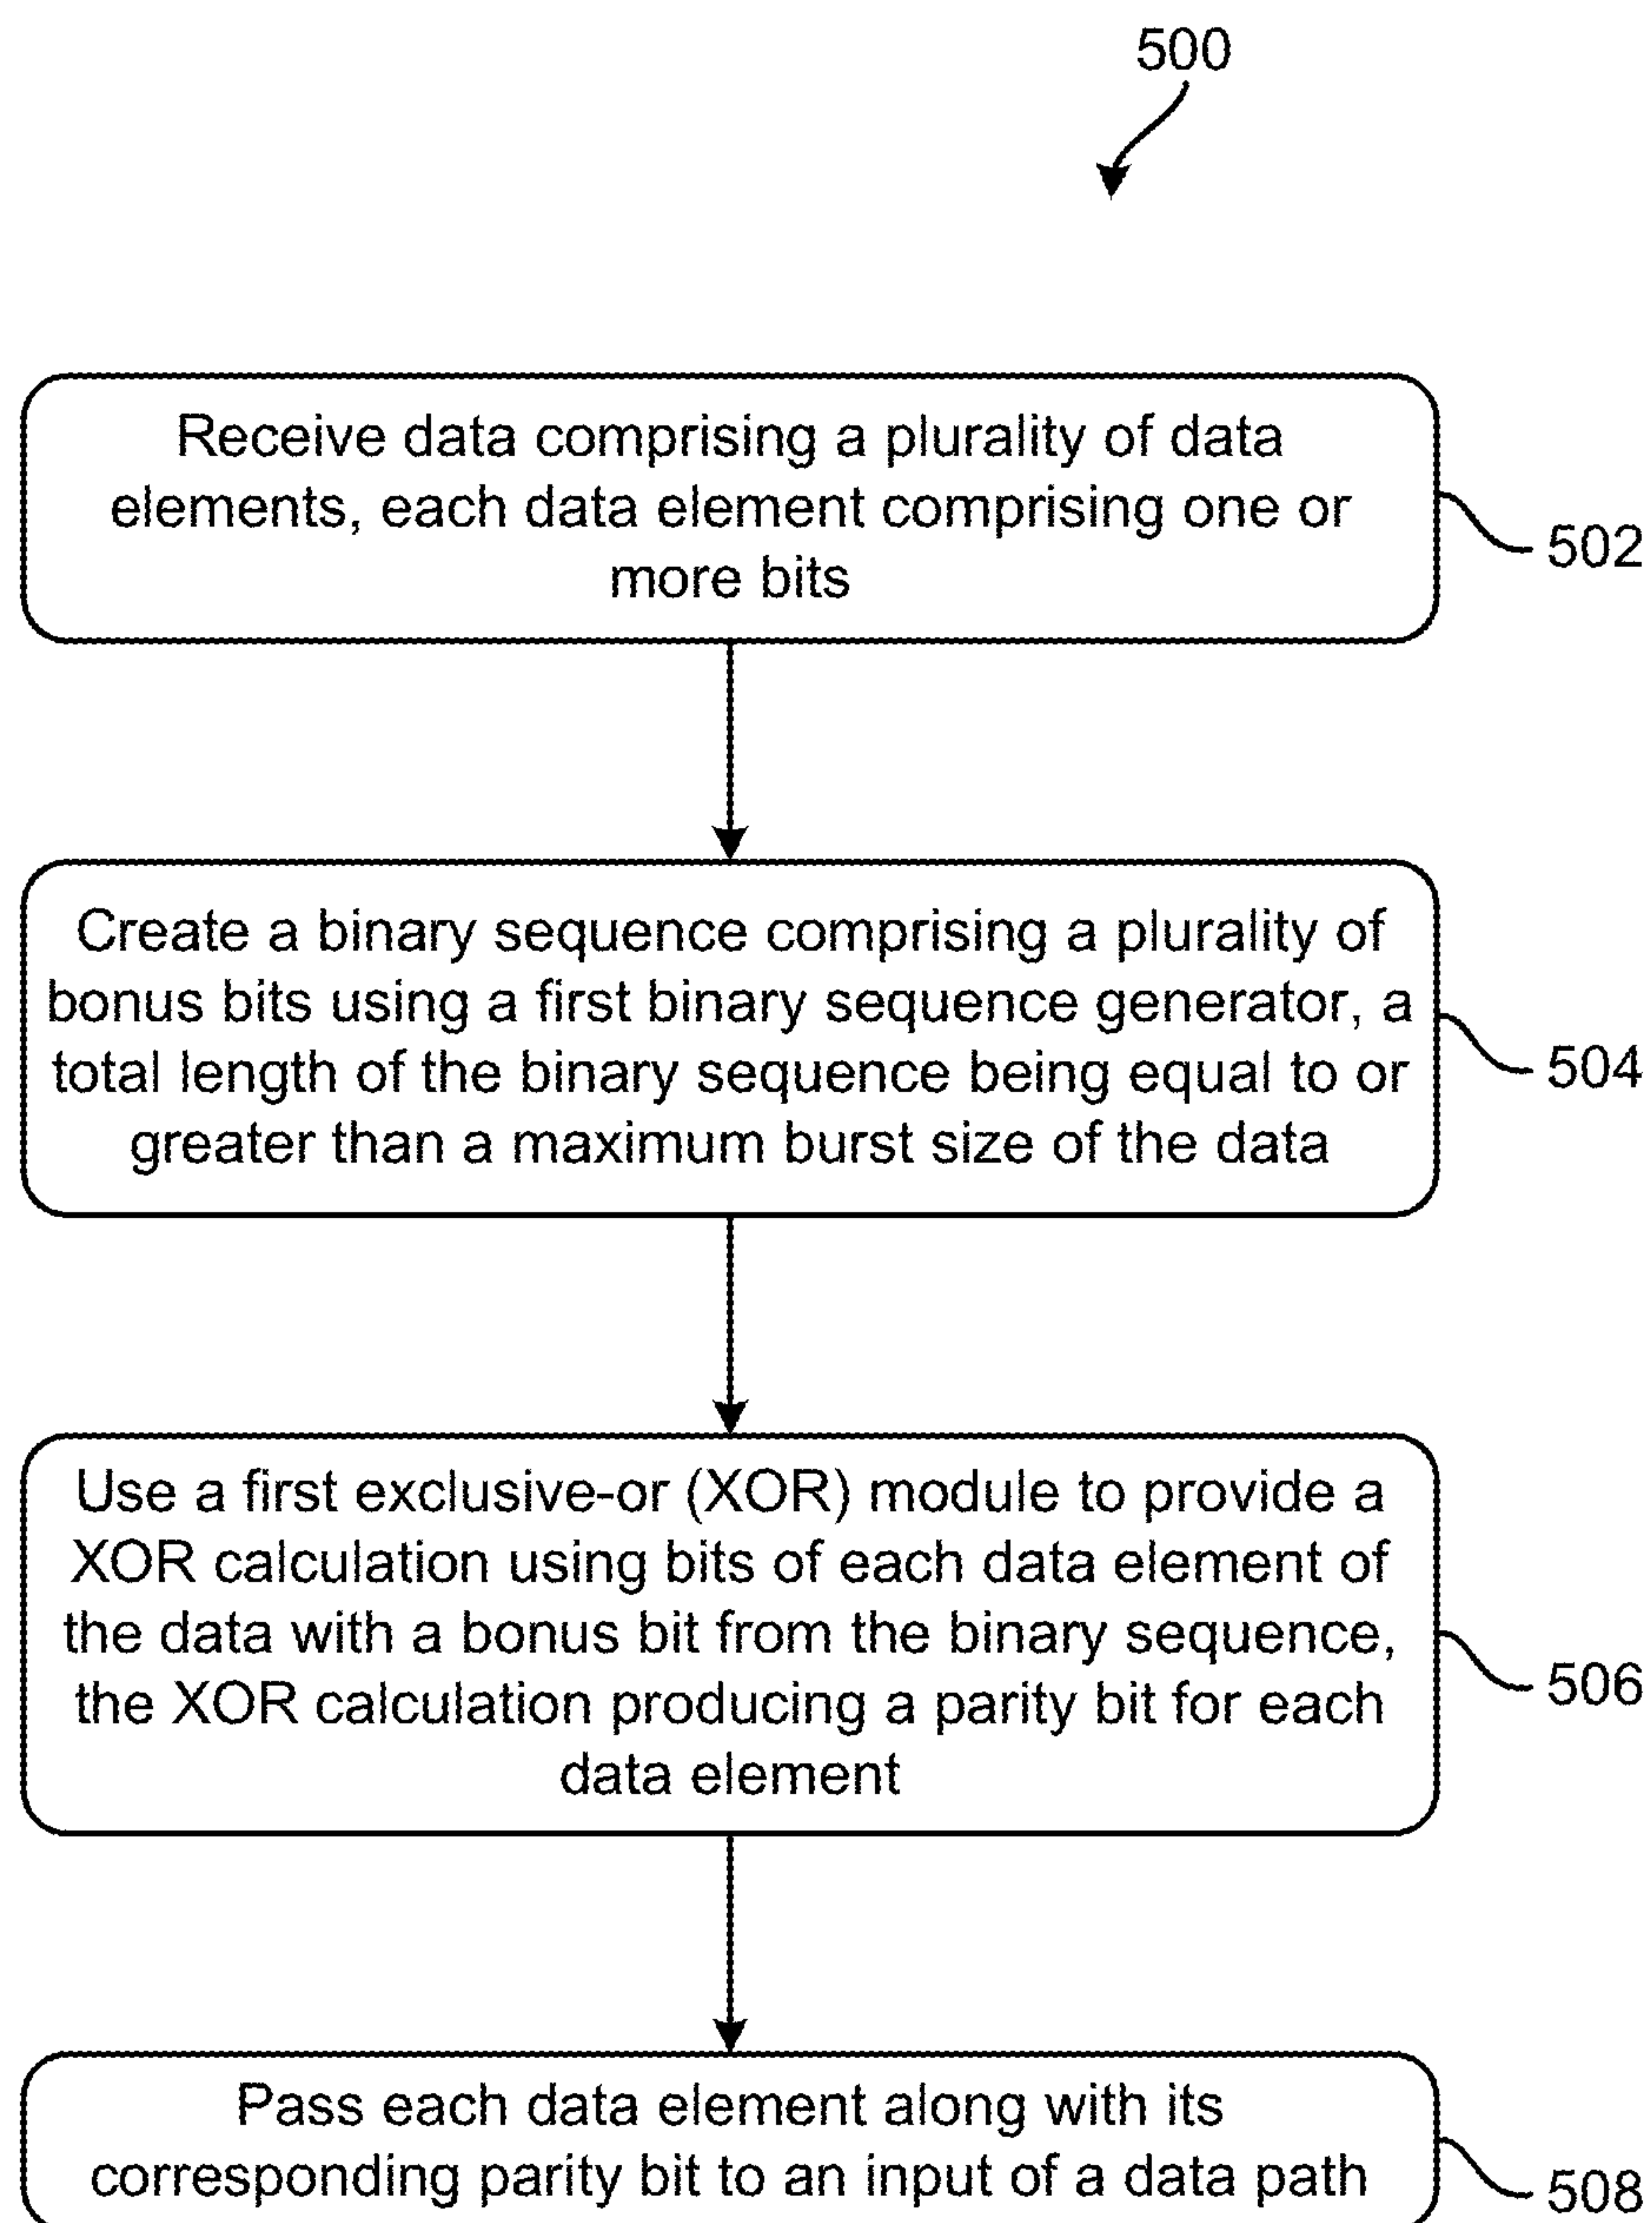 500
Receive data comprising a plurality of data
elements, each data element comprising one or
more bits
502
Create a binary sequence comprising a plurality of
bonus bits using a first binary sequence generator, a
total length of the binary sequence being equal to or
greater than a maximum burst size of the data
504
Use a first exclusive-or (XOR) module to provide a
XOR calculation using bits of each data element of
the data with a bonus bit from the binary sequence,
the XOR calculation producing a parity bit for each
data element
506
Pass each data element along with its
corresponding parity bit to an input of a data path
508